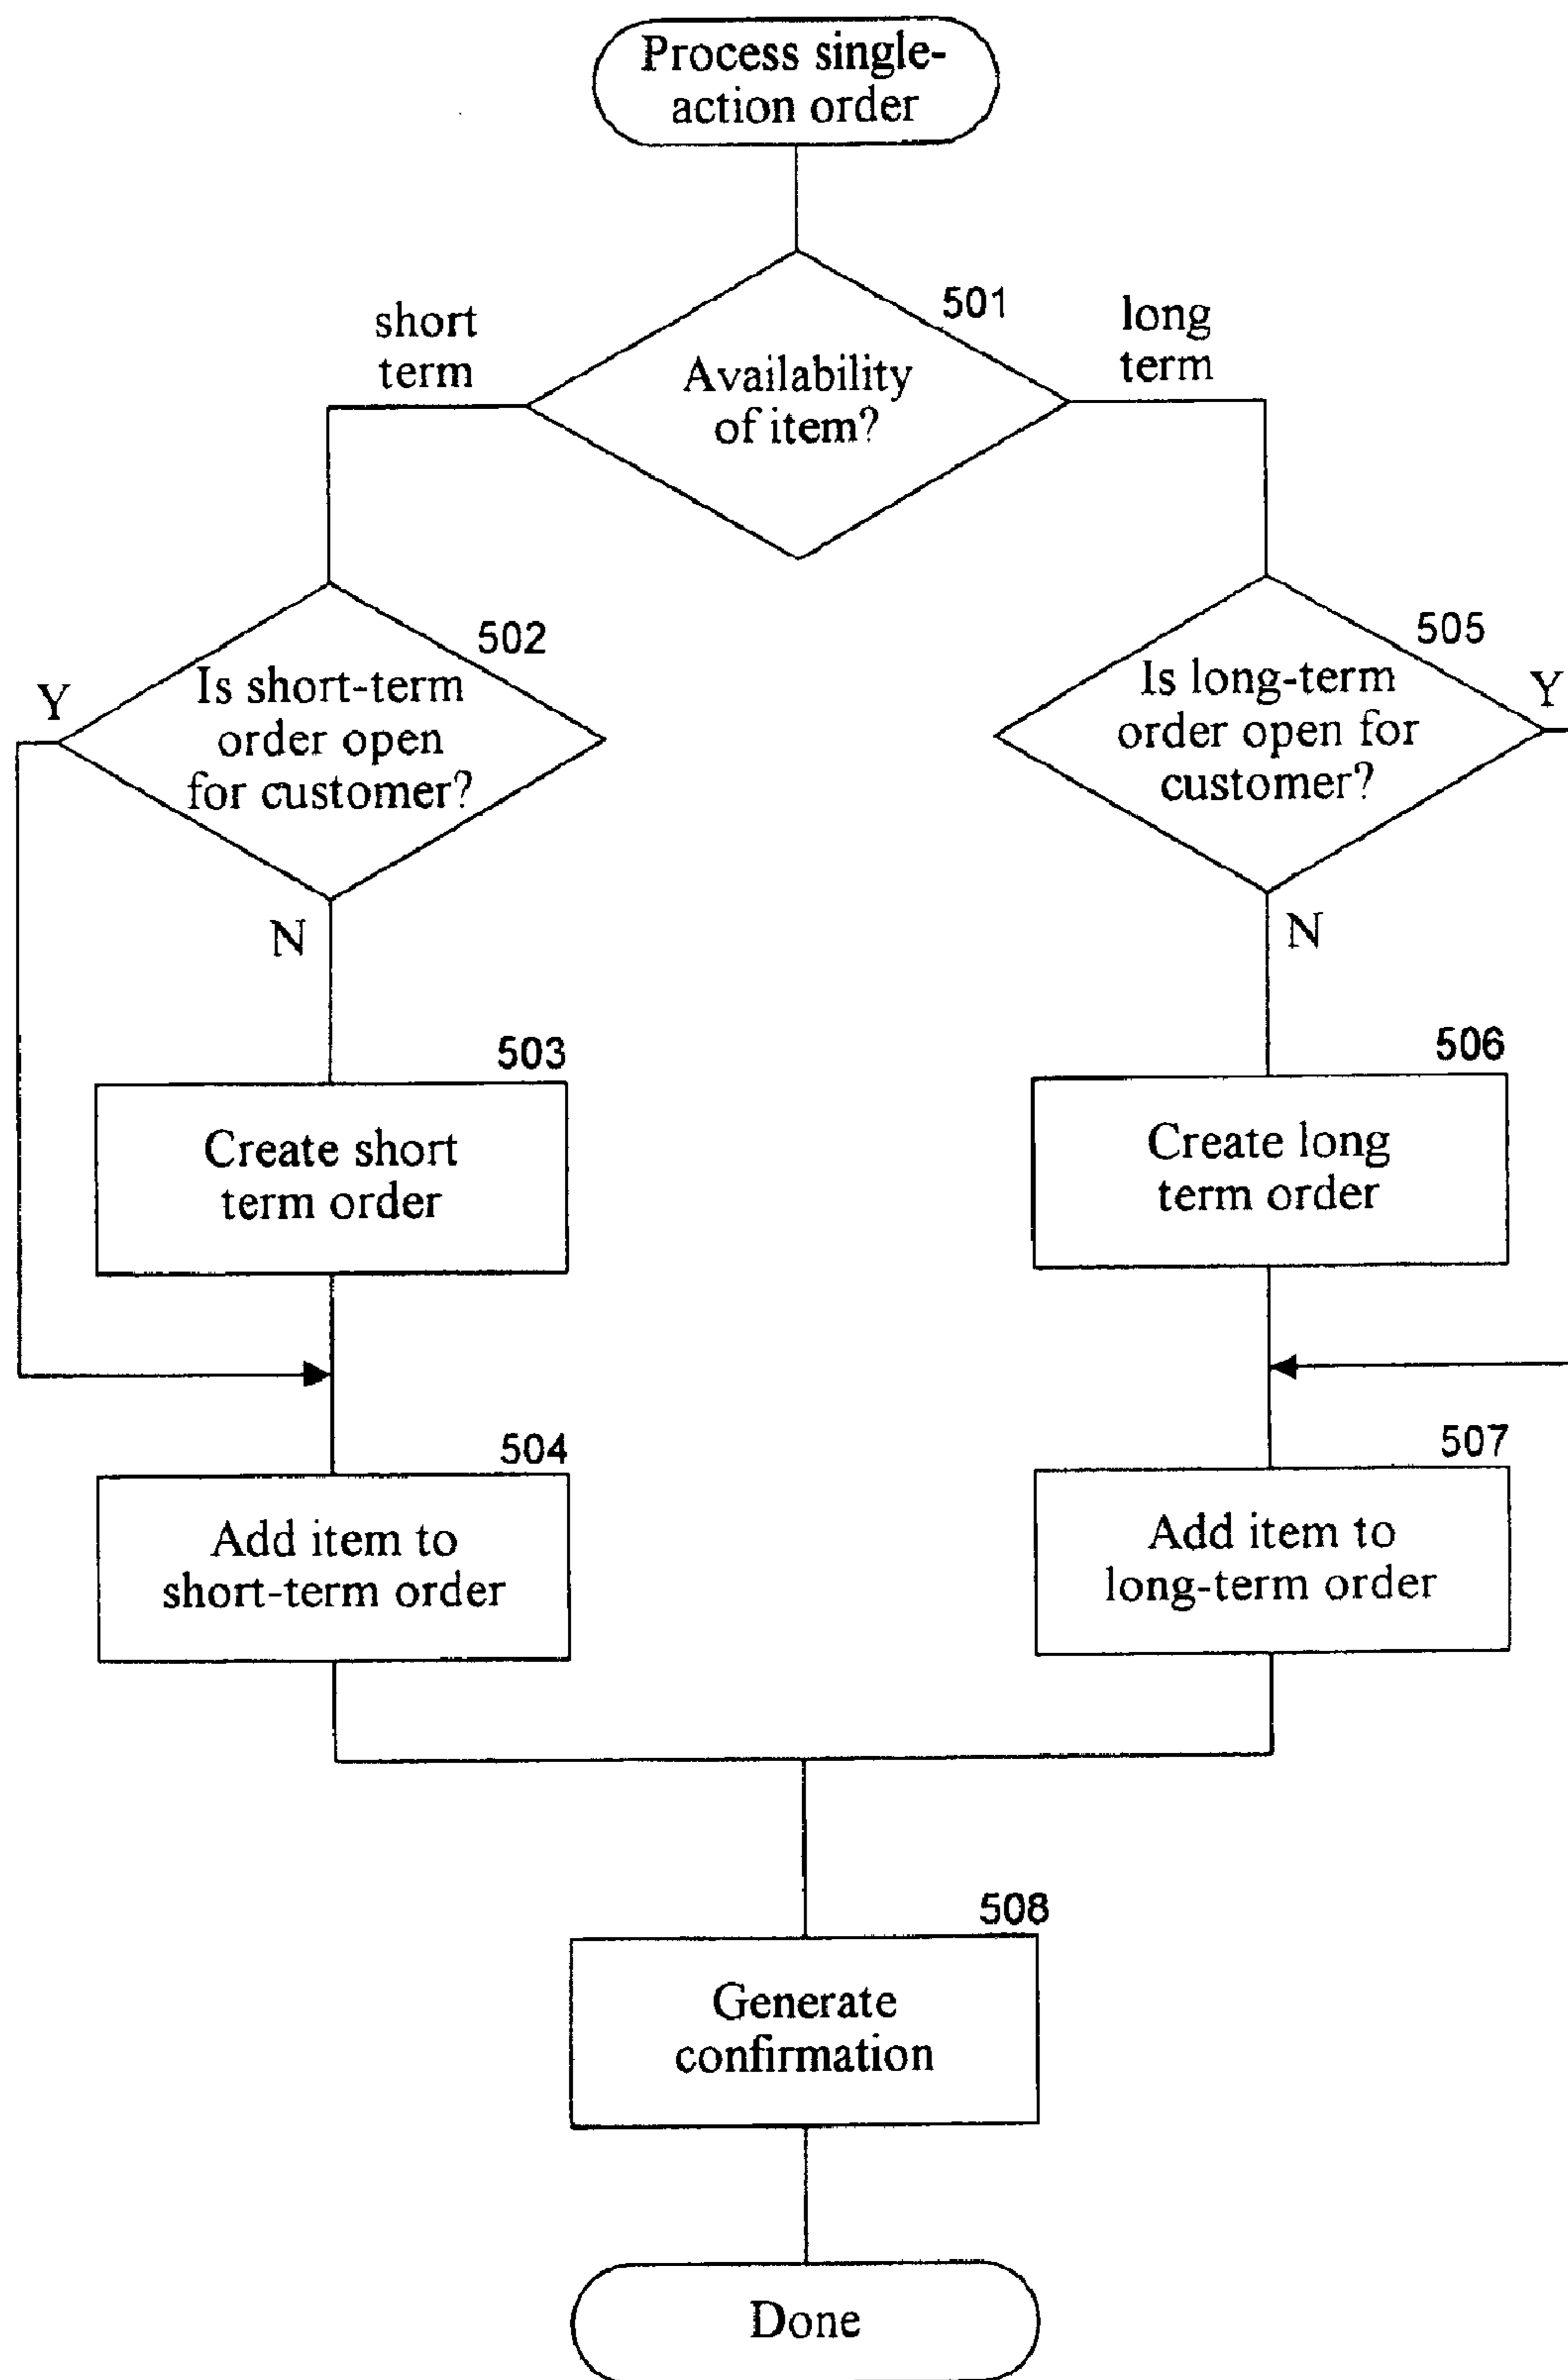 Process single-
action order
501
short
term
long
term
Availability
of item?
502
505
Y
Is short-term
order open
for customer?
Is long-term
order open for
customer?
Y
N
N
503
506
Create short
term order
Create long
term order
504
507
Add item to
short-term order
Add item to
long-term order
508
Generate
confirmation
Done